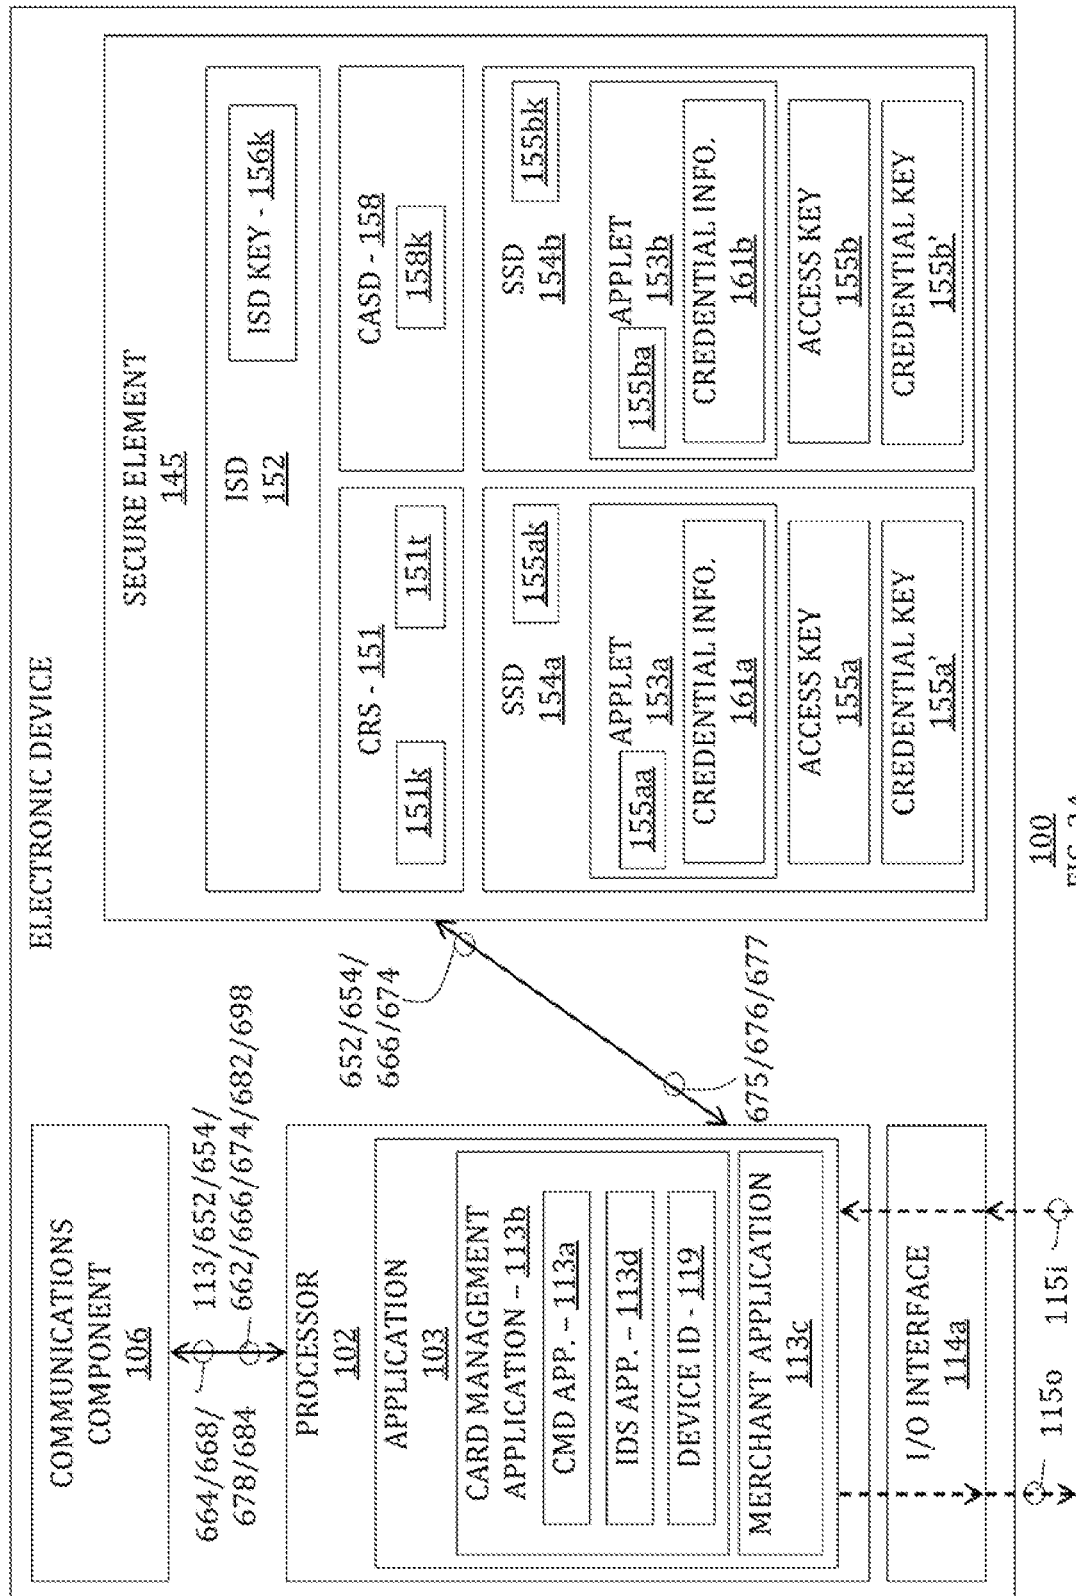 ELECTRONIC DEVICE
COMMUNICATIONS
COMPONENT
106
664/668/
678/684
113/652/654/
662/666/674/682/698
PROCESSOR
102
APPLICATION
103
CARD MANAGEMENT
APPLICATION – 113b
CMD APP. – 113a
IDS APP. – 113d
DEVICE ID - 119
MERCHANT APPLICATION
113c
I/O INTERFACE
114a
115o
115i
652/654/
666/674
675/676/677
SECURE ELEMENT
145
ISD
152
ISD KEY - 156k
CRS - 151
151k
151t
CASD - 158
158k
SSD
154a
155ak
APPLET
153a
155aa
CREDENTIAL INFO.
161a
ACCESS KEY
155a
CREDENTIAL KEY
155a'
SSD
154b
155bk
APPLET
153b
155ba
CREDENTIAL INFO.
161b
ACCESS KEY
155b
CREDENTIAL KEY
155b'
100